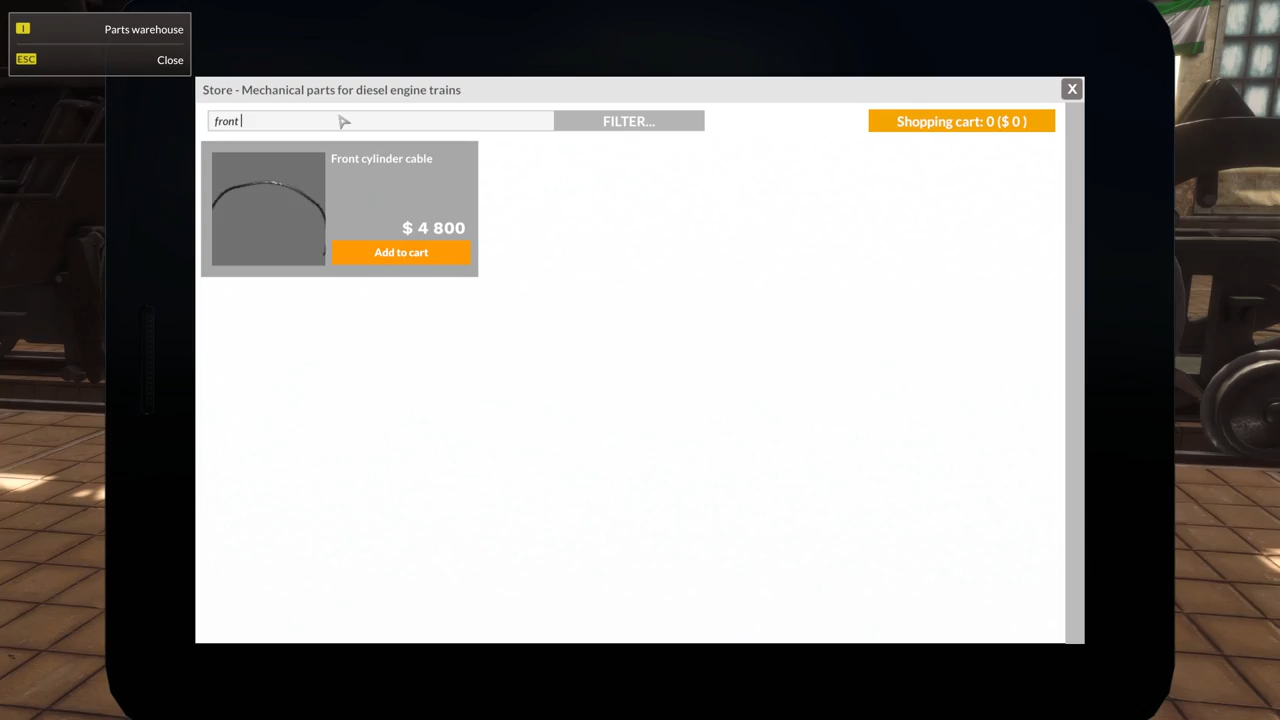 I Parts warehouse
ESC Close
Store - Mechanical parts for diesel engine trains
X
front
FILTER...
Shopping cart: 0 ($ 0 )
Front cylinder cable
$ 4 800
Add to cart